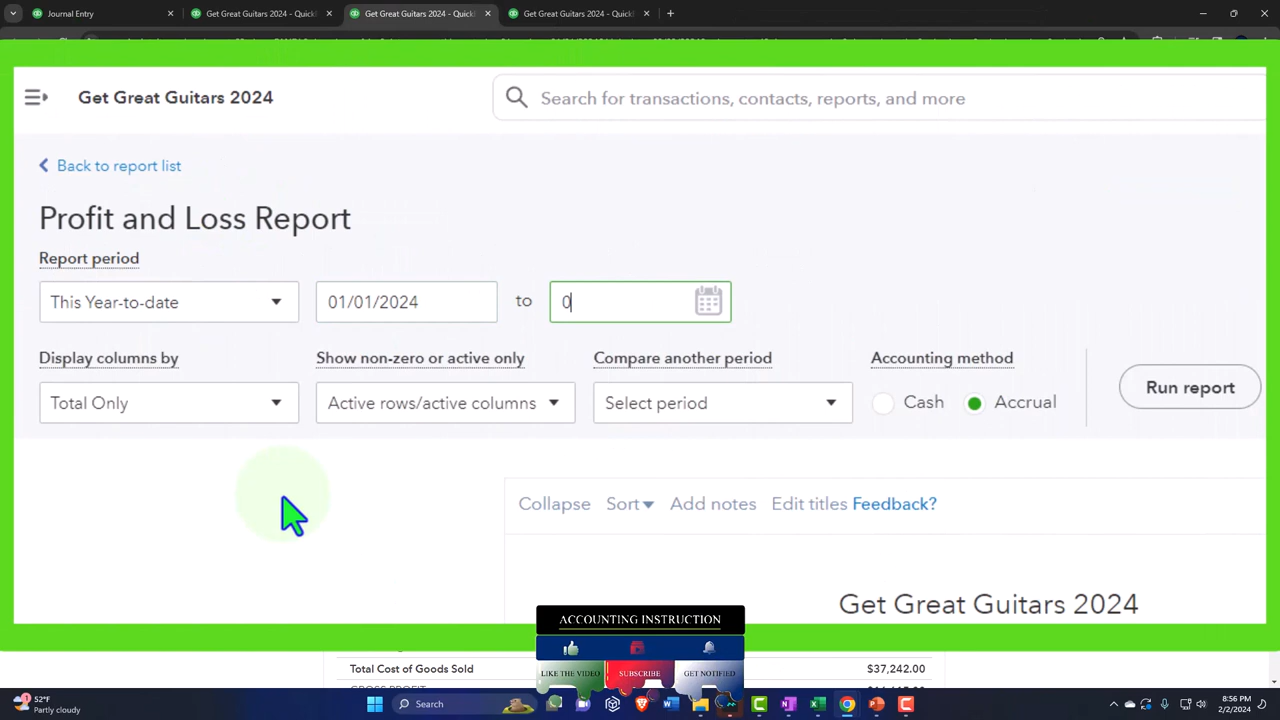 Journal Entry
Get Great Guitars 2024 - Quick
Get Great Guitars 2024 - Quick
Get Great Guitars 2024 - Quick
Get Great Guitars 2024
Search for transactions, contacts, reports, and more
Back to report list
Profit and Loss Report
Report period
This Year-to-date
01/01/2024
to
0
Display columns by
Show non-zero or active only
Compare another period
Accounting method
Total Only
Active rows/active columns
Select period
Cash
Accrual
Run report
Collapse
Sort
Add notes
Edit titles
Feedback?
Get Great Guitars 2024
ACCOUNTING INSTRUCTION
LIKE THE VIDEO
SUBSCRIBE
GET NOTIFIED
Total Cost of Goods Sold
$37,242.00
GROSS PROFIT
1
52°F
Partly cloudy
Search
8:56 PM
2/2/2024